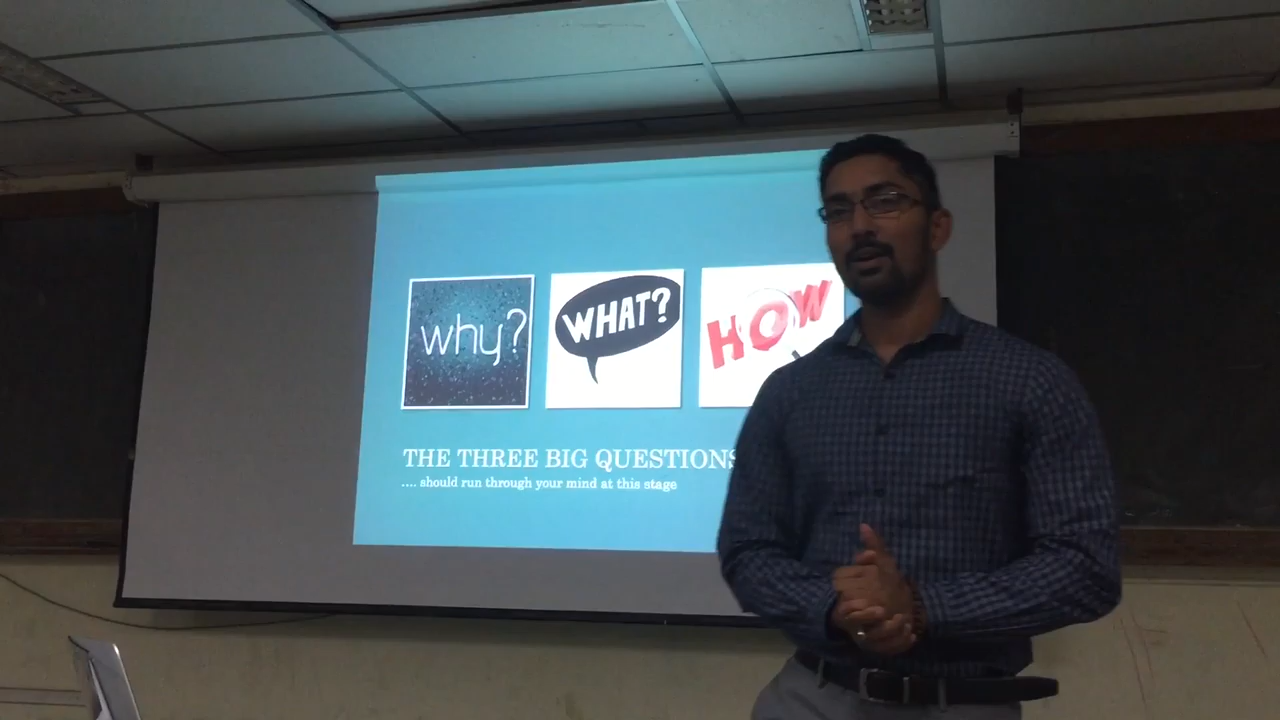 why?
WHAT?
HOW
THE THREE BIG QUESTIONS
.... should run through your mind at this stage